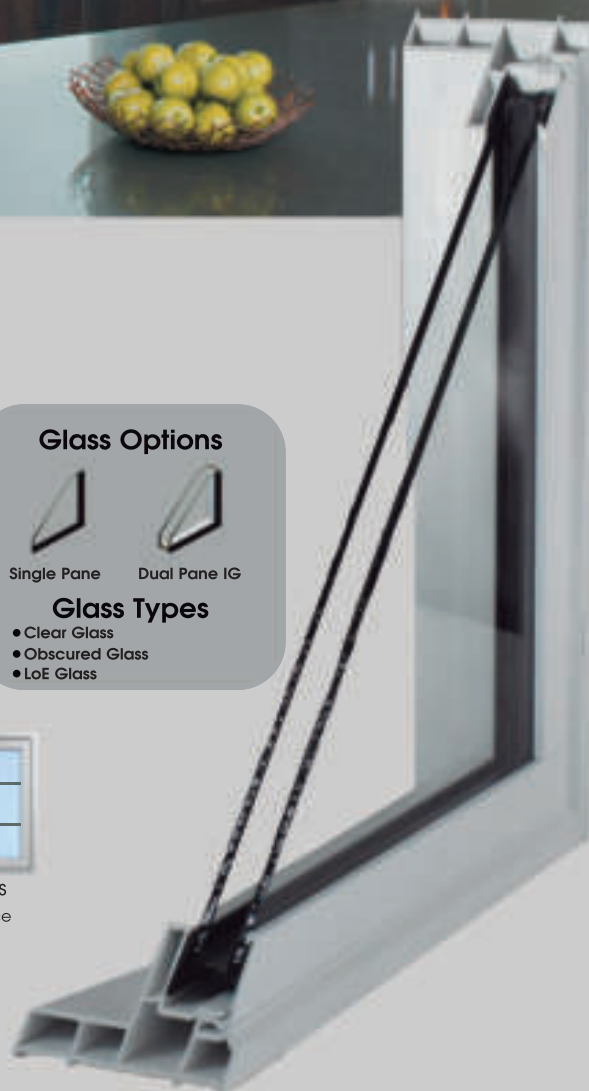 Glass Options
Single Pane Dual Pane IG
Glass Types
• Clear Glass
• Obscured Glass
• LoE Glass